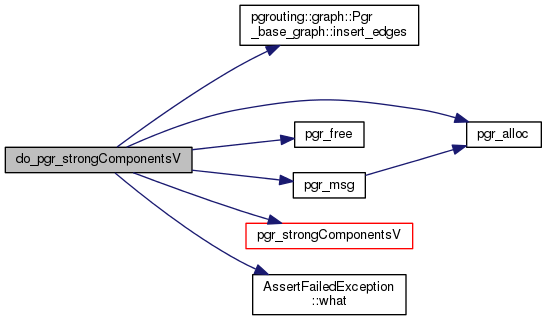 pgrouting::graph::Pgr
_base_graph::insert_edges
do_pgr_strongComponentsV
pgr_free
pgr_alloc
pgr_msg
pgr_strongComponentsV
AssertFailedException
::what